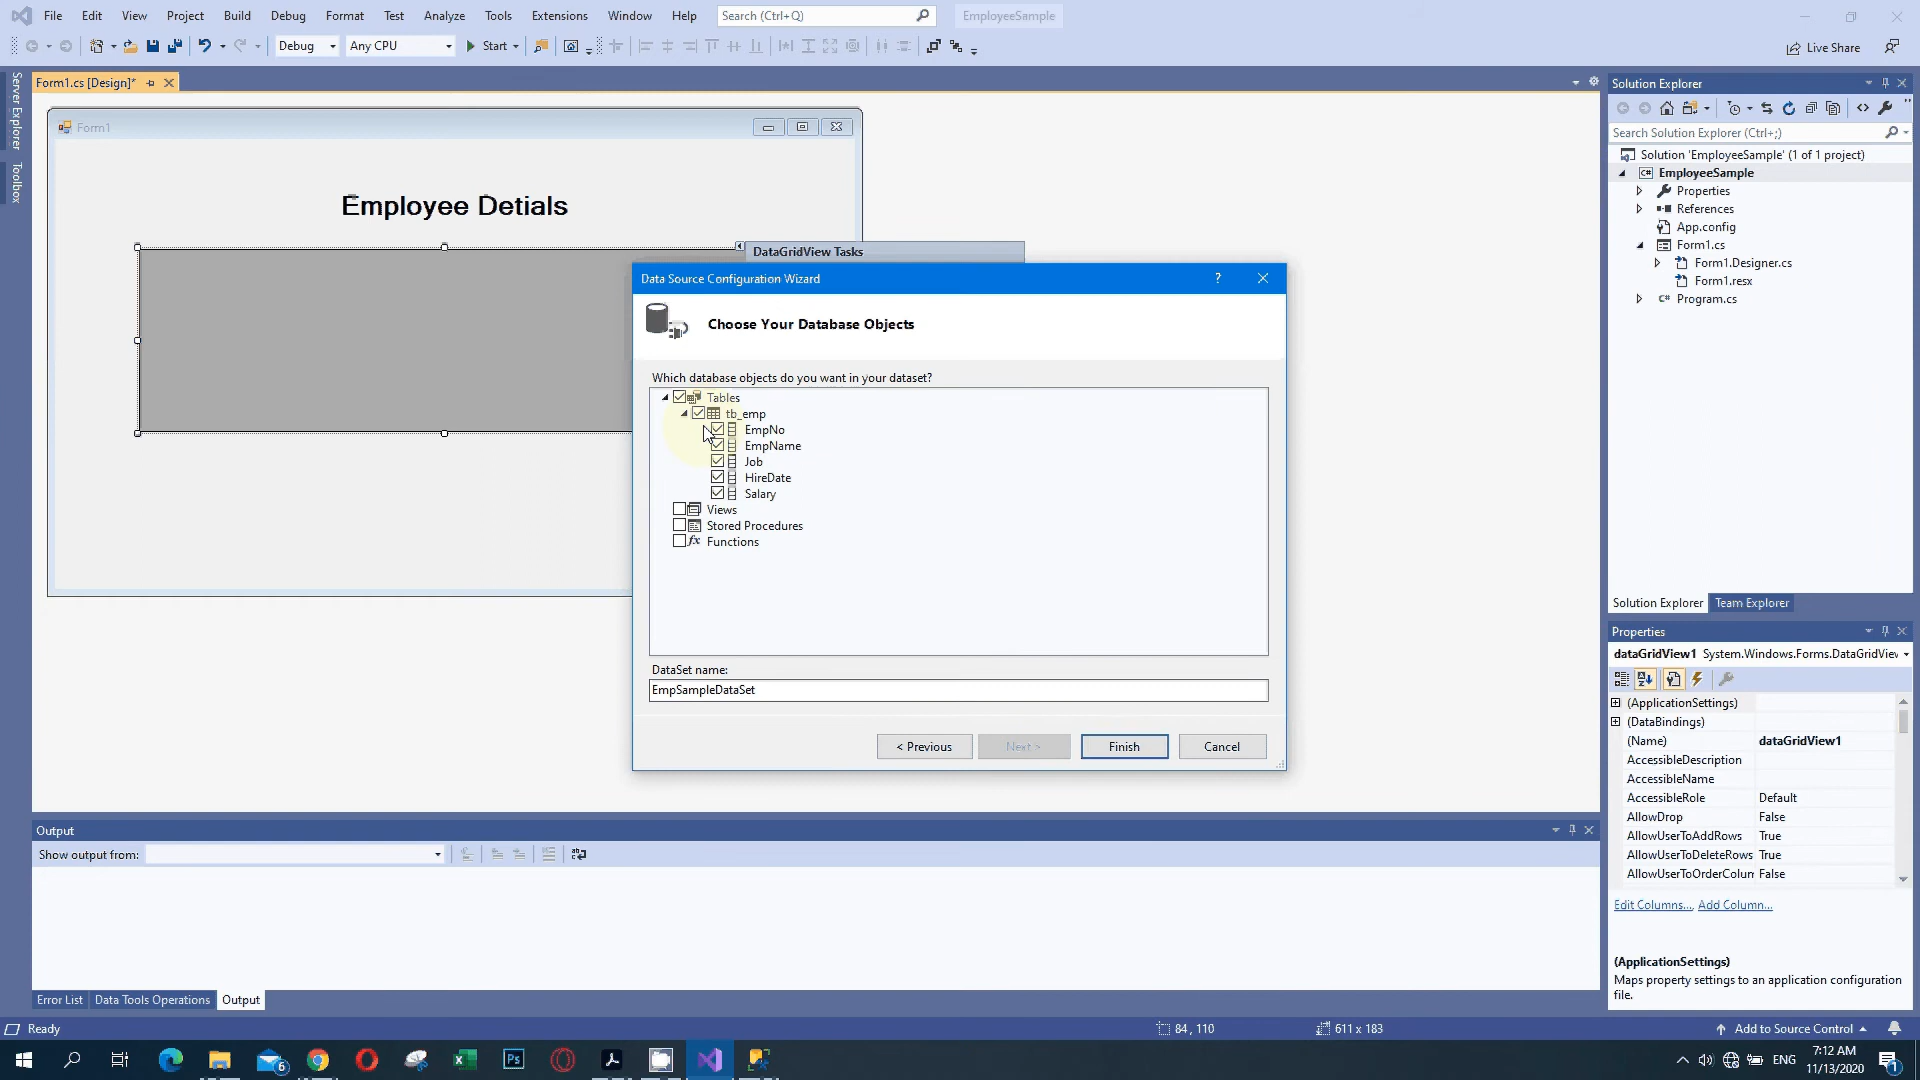 File Edit View Project Build Debug Format Test Analyze Tools Extensions Window Help Search (Ctrl+Q) EmployeeSample
Debug Any CPU Start Live Share
Server Explorer
Toolbox
Form1.cs [Design]*
Form1
Employee Detials
DataGridView Tasks
Data Source Configuration Wizard ?
Choose Your Database Objects
Which database objects do you want in your dataset?
Tables
tb_emp
EmpNo
EmpName
Job
HireDate
Salary
Views
Stored Procedures
fx Functions
DataSet name:
EmpSampleDataSet
< Previous Next > Finish Cancel
Output
Show output from:
Error List Data Tools Operations Output
Solution Explorer
Search Solution Explorer (Ctrl+;)
Solution 'EmployeeSample' (1 of 1 project)
C# EmployeeSample
Properties
References
App.config
Form1.cs
Form1.Designer.cs
Form1.resx
C# Program.cs
Solution Explorer Team Explorer
Properties
dataGridView1 System.Windows.Forms.DataGridView
(ApplicationSettings)
(DataBindings)
(Name) dataGridView1
AccessibleDescription
AccessibleName
AccessibleRole Default
AllowDrop False
AllowUserToAddRows True
AllowUserToDeleteRows True
AllowUserToOrderColun False
Edit Columns..., Add Column...
(ApplicationSettings)
Maps property settings to an application configuration
file.
Ready 84 , 110 611 x 183 Add to Source Control
6 Ps ENG 7:12 AM
11/13/2020 1